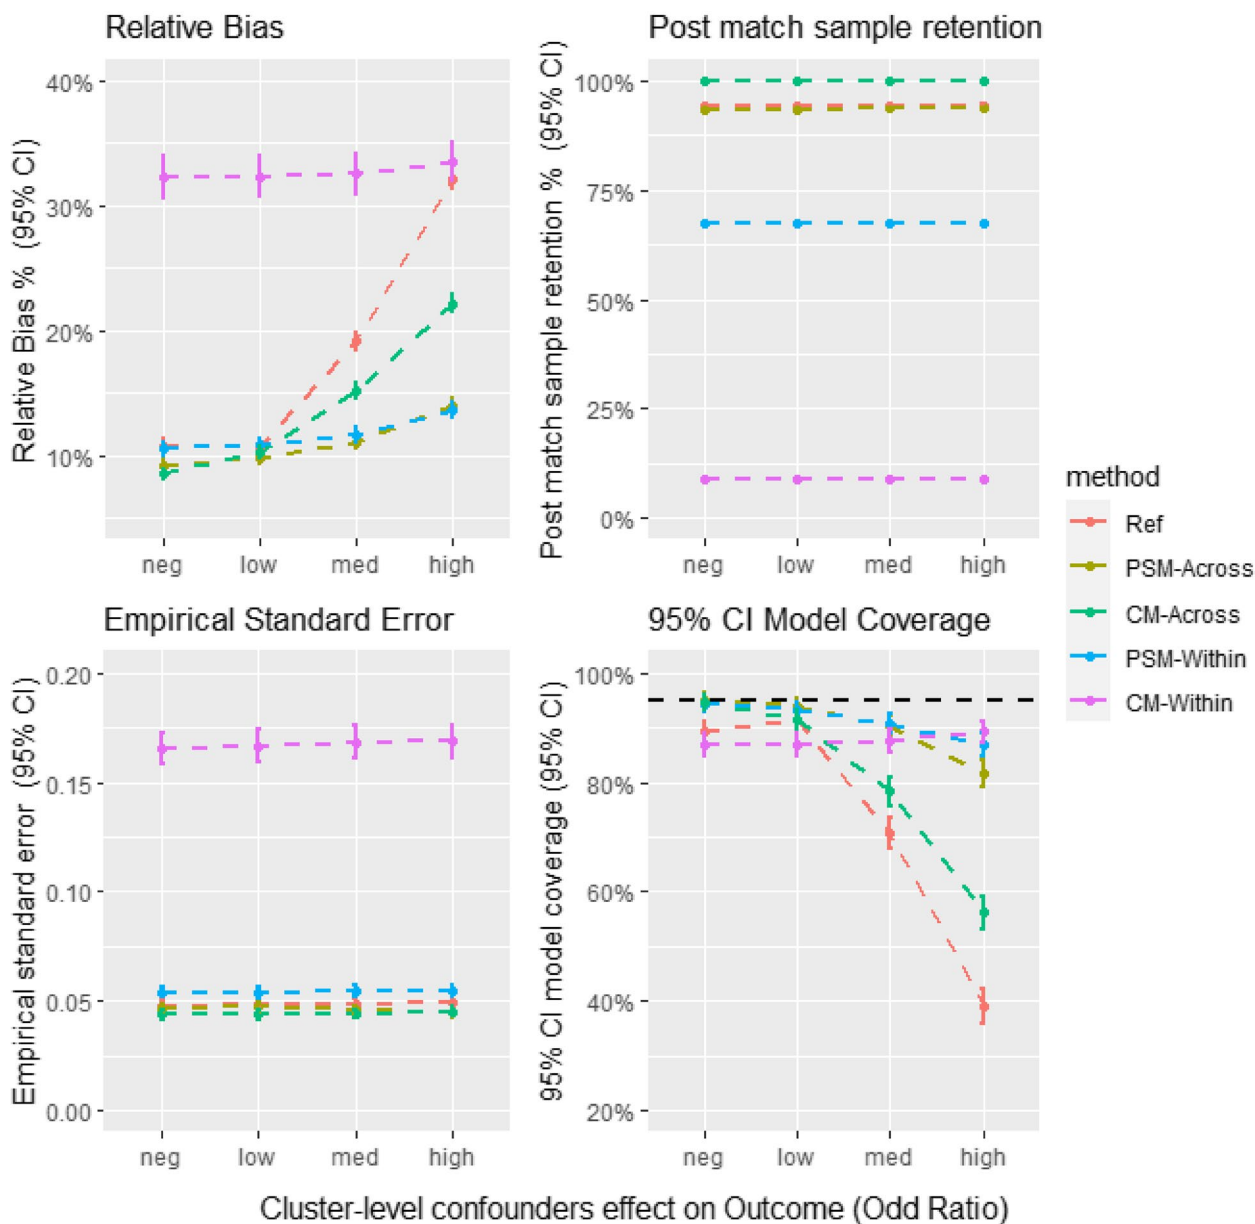 Relative Bias
Relative Bias % (95% CI)
40%
30%
20%
10%
neg low med high
Post match sample retention
Post match sample retention % (95% CI)
100%
75%
50%
25%
0%
neg low med high
Empirical Standard Error
Empirical standard error (95% CI)
0.20
0.15
0.10
0.05
0.00
neg low med high
95% CI Model Coverage
95% CI model coverage (95% CI)
100%
80%
60%
40%
20%
neg low med high
method
Ref
PSM-Across
CM-Across
PSM-Within
CM-Within
Cluster-level confounders effect on Outcome (Odd Ratio)